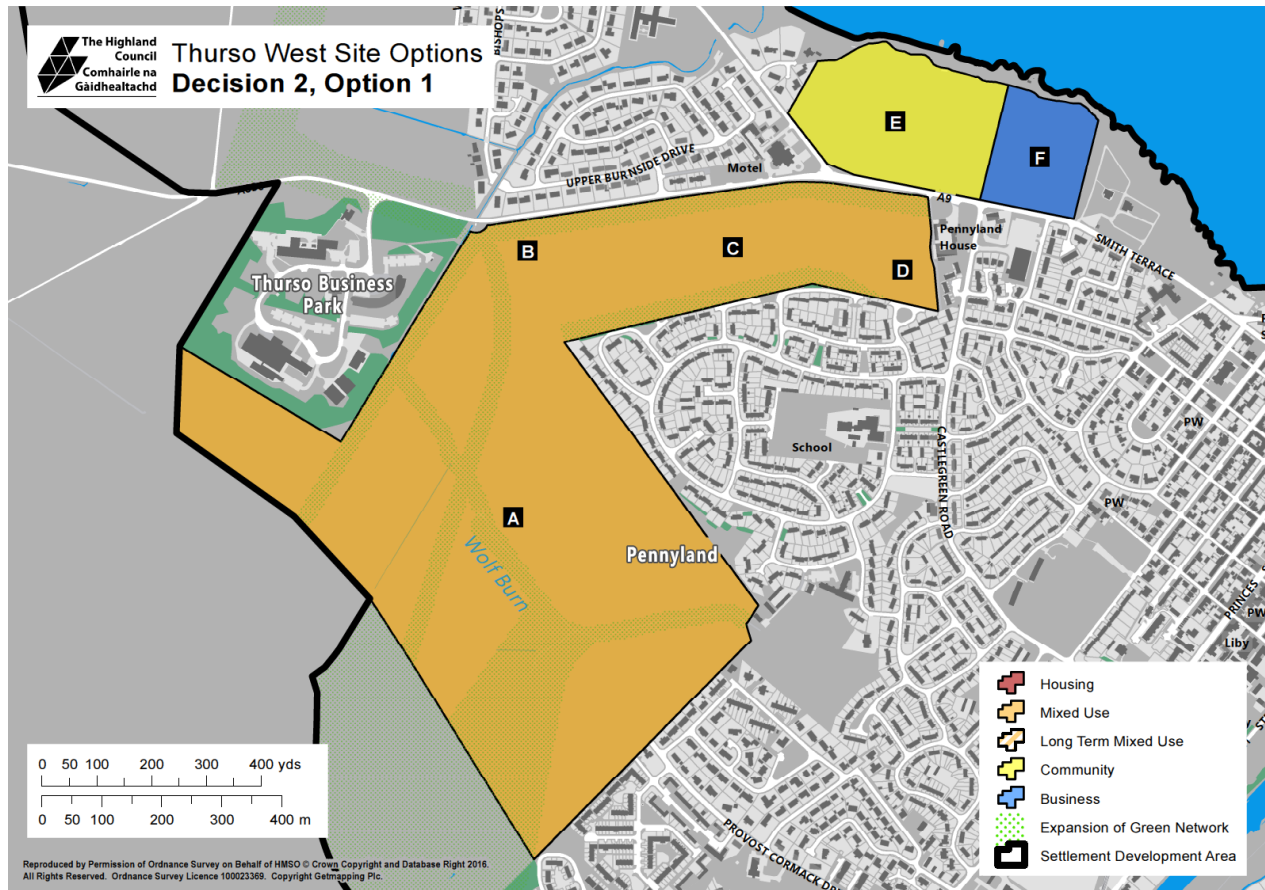 The Highland
Council
Comhairle na
Gàidhealtachd
Thurso West Site Options
Decision 2, Option 1
BISHOPS
UPPER BURNSIDE DRIVE
Motel
E
F
A9
B
C
D
Pennyland
House
SMITH TERRACE
Thurso Business
Park
School
CASTLEGREEN ROAD
PW
PW
A
Wolf Burn
Pennyland
PRINCES
PW
Liby
PROVOST CORMACK DR
Housing
Mixed Use
Long Term Mixed Use
Community
Business
Expansion of Green Network
Settlement Development Area
0 50 100 200 300 400 yds
0 50 100 200 300 400 m
Reproduced by Permission of Ordnance Survey on Behalf of HMSO © Crown Copyright and Database Right 2016.
All Rights Reserved. Ordnance Survey Licence 100023369. Copyright Getmapping Plc.